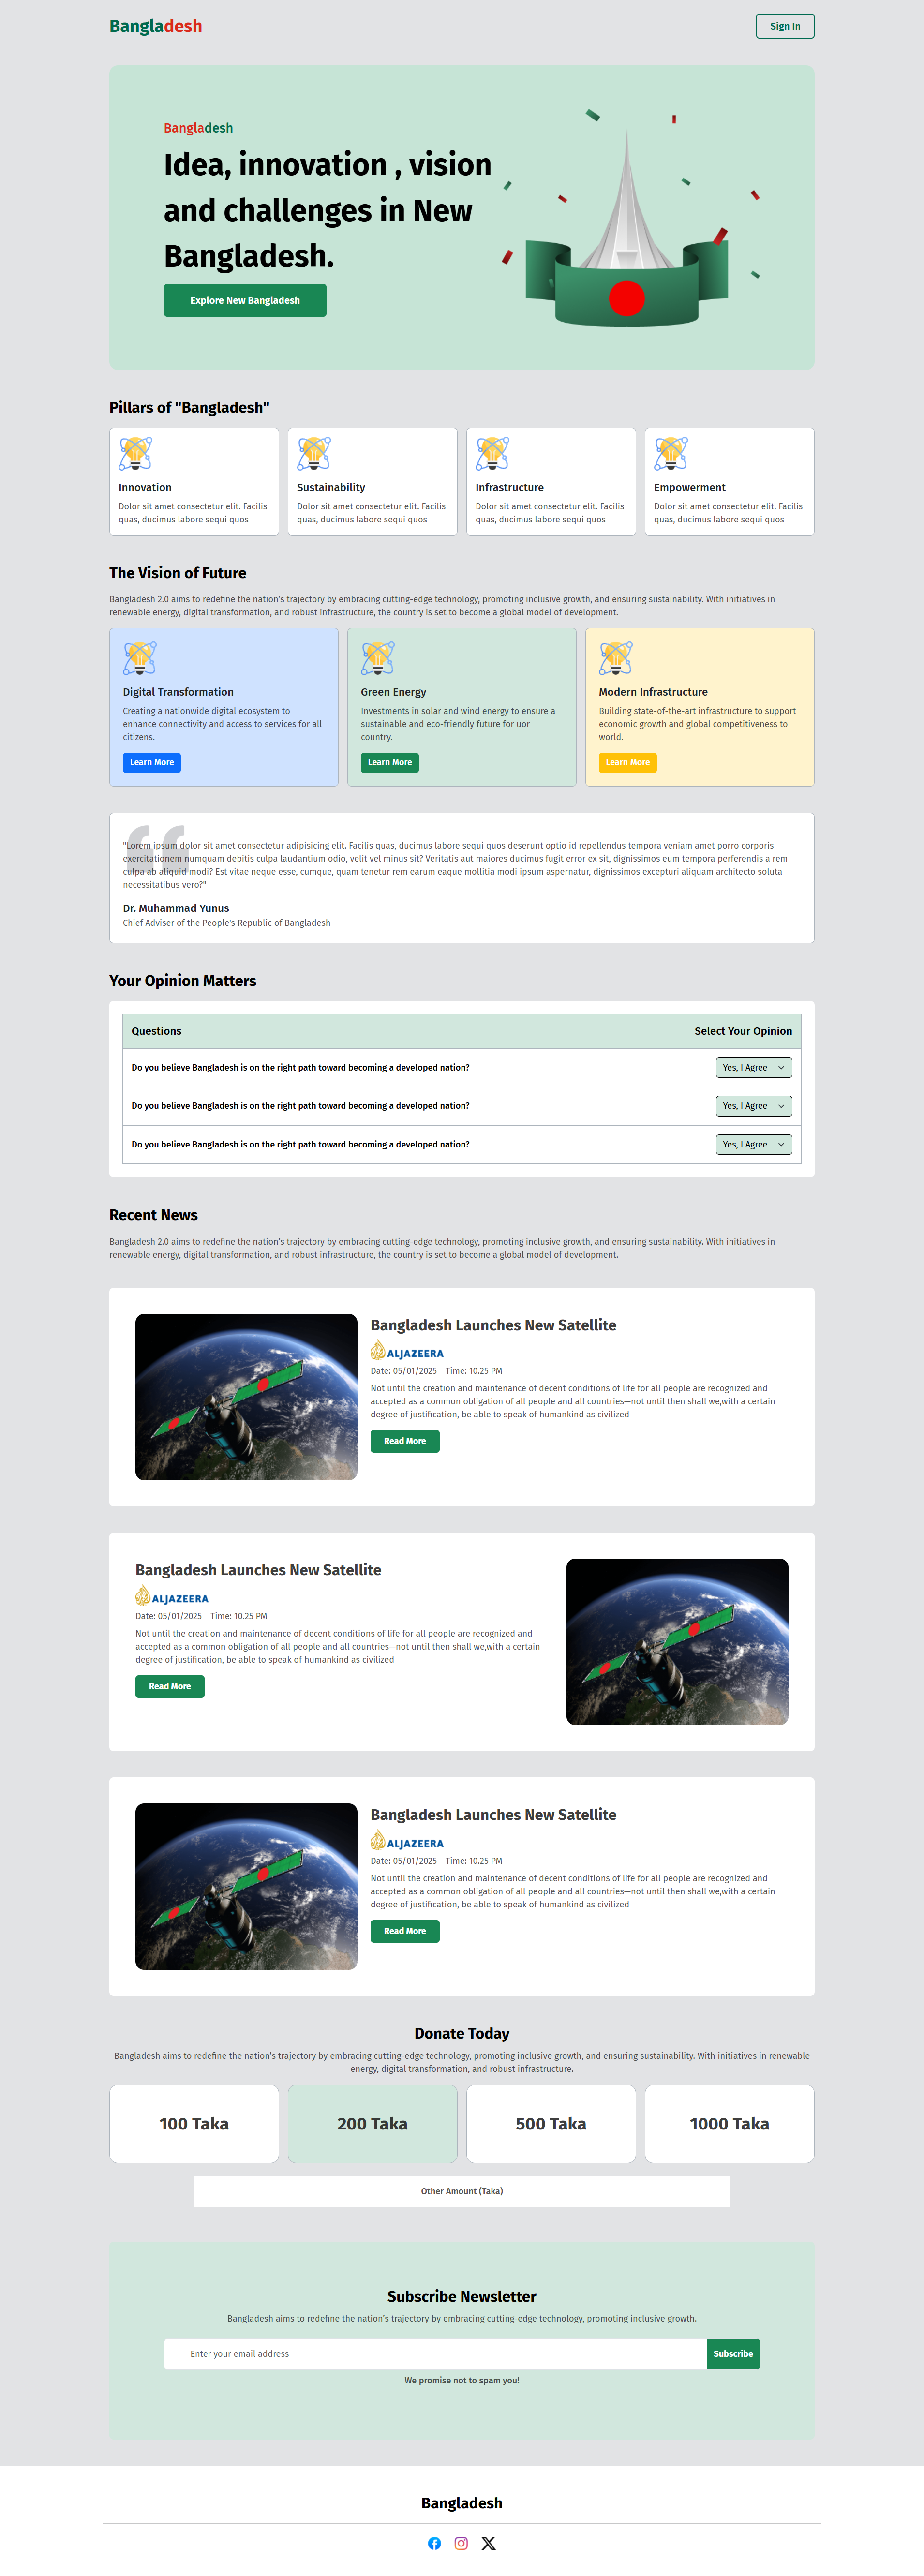 Bangladesh
Sign In
Bangladesh
Idea, innovation , vision
and challenges in New
Bangladesh.
Explore New Bangladesh
Pillars of "Bangladesh"
Innovation
Dolor sit amet consectetur elit. Facilis
quas, ducimus labore sequi quos
Sustainability
Dolor sit amet consectetur elit. Facilis
quas, ducimus labore sequi quos
Infrastructure
Dolor sit amet consectetur elit. Facilis
quas, ducimus labore sequi quos
Empowerment
Dolor sit amet consectetur elit. Facilis
quas, ducimus labore sequi quos
The Vision of Future
Bangladesh 2.0 aims to redefine the nation’s trajectory by embracing cutting-edge technology, promoting inclusive growth, and ensuring sustainability. With initiatives in
renewable energy, digital transformation, and robust infrastructure, the country is set to become a global model of development.
Digital Transformation
Creating a nationwide digital ecosystem to
enhance connectivity and access to services for all
citizens.
Learn More
Green Energy
Investments in solar and wind energy to ensure a
sustainable and eco-friendly future for uor
country.
Learn More
Modern Infrastructure
Building state-of-the-art infrastructure to support
economic growth and global competitiveness to
world.
Learn More
"Lorem ipsum dolor sit amet consectetur adipisicing elit. Facilis quas, ducimus labore sequi quos deserunt optio id repellendus tempora veniam amet porro corporis
exercitationem numquam debitis culpa laudantium odio, velit vel minus sit? Veritatis aut maiores ducimus fugit error ex sit, dignissimos eum tempora perferendis a rem
culpa ab aliquid modi? Est vitae neque esse, cumque, quam tenetur rem earum eaque mollitia modi ipsum aspernatur, dignissimos excepturi aliquam architecto soluta
necessitatibus vero?"
Dr. Muhammad Yunus
Chief Adviser of the People's Republic of Bangladesh
Your Opinion Matters
Questions Select Your Opinion
Do you believe Bangladesh is on the right path toward becoming a developed nation? Yes, I Agree
Do you believe Bangladesh is on the right path toward becoming a developed nation? Yes, I Agree
Do you believe Bangladesh is on the right path toward becoming a developed nation? Yes, I Agree
Recent News
Bangladesh 2.0 aims to redefine the nation’s trajectory by embracing cutting-edge technology, promoting inclusive growth, and ensuring sustainability. With initiatives in
renewable energy, digital transformation, and robust infrastructure, the country is set to become a global model of development.
Bangladesh Launches New Satellite
ALJAZEERA
Date: 05/01/2025 Time: 10.25 PM
Not until the creation and maintenance of decent conditions of life for all people are recognized and
accepted as a common obligation of all people and all countries—not until then shall we,with a certain
degree of justification, be able to speak of humankind as civilized
Read More
Bangladesh Launches New Satellite
ALJAZEERA
Date: 05/01/2025 Time: 10.25 PM
Not until the creation and maintenance of decent conditions of life for all people are recognized and
accepted as a common obligation of all people and all countries—not until then shall we,with a certain
degree of justification, be able to speak of humankind as civilized
Read More
Bangladesh Launches New Satellite
ALJAZEERA
Date: 05/01/2025 Time: 10.25 PM
Not until the creation and maintenance of decent conditions of life for all people are recognized and
accepted as a common obligation of all people and all countries—not until then shall we,with a certain
degree of justification, be able to speak of humankind as civilized
Read More
Donate Today
Bangladesh aims to redefine the nation’s trajectory by embracing cutting-edge technology, promoting inclusive growth, and ensuring sustainability. With initiatives in renewable
energy, digital transformation, and robust infrastructure.
100 Taka
200 Taka
500 Taka
1000 Taka
Other Amount (Taka)
Subscribe Newsletter
Bangladesh aims to redefine the nation’s trajectory by embracing cutting-edge technology, promoting inclusive growth.
Enter your email address
Subscribe
We promise not to spam you!
Bangladesh